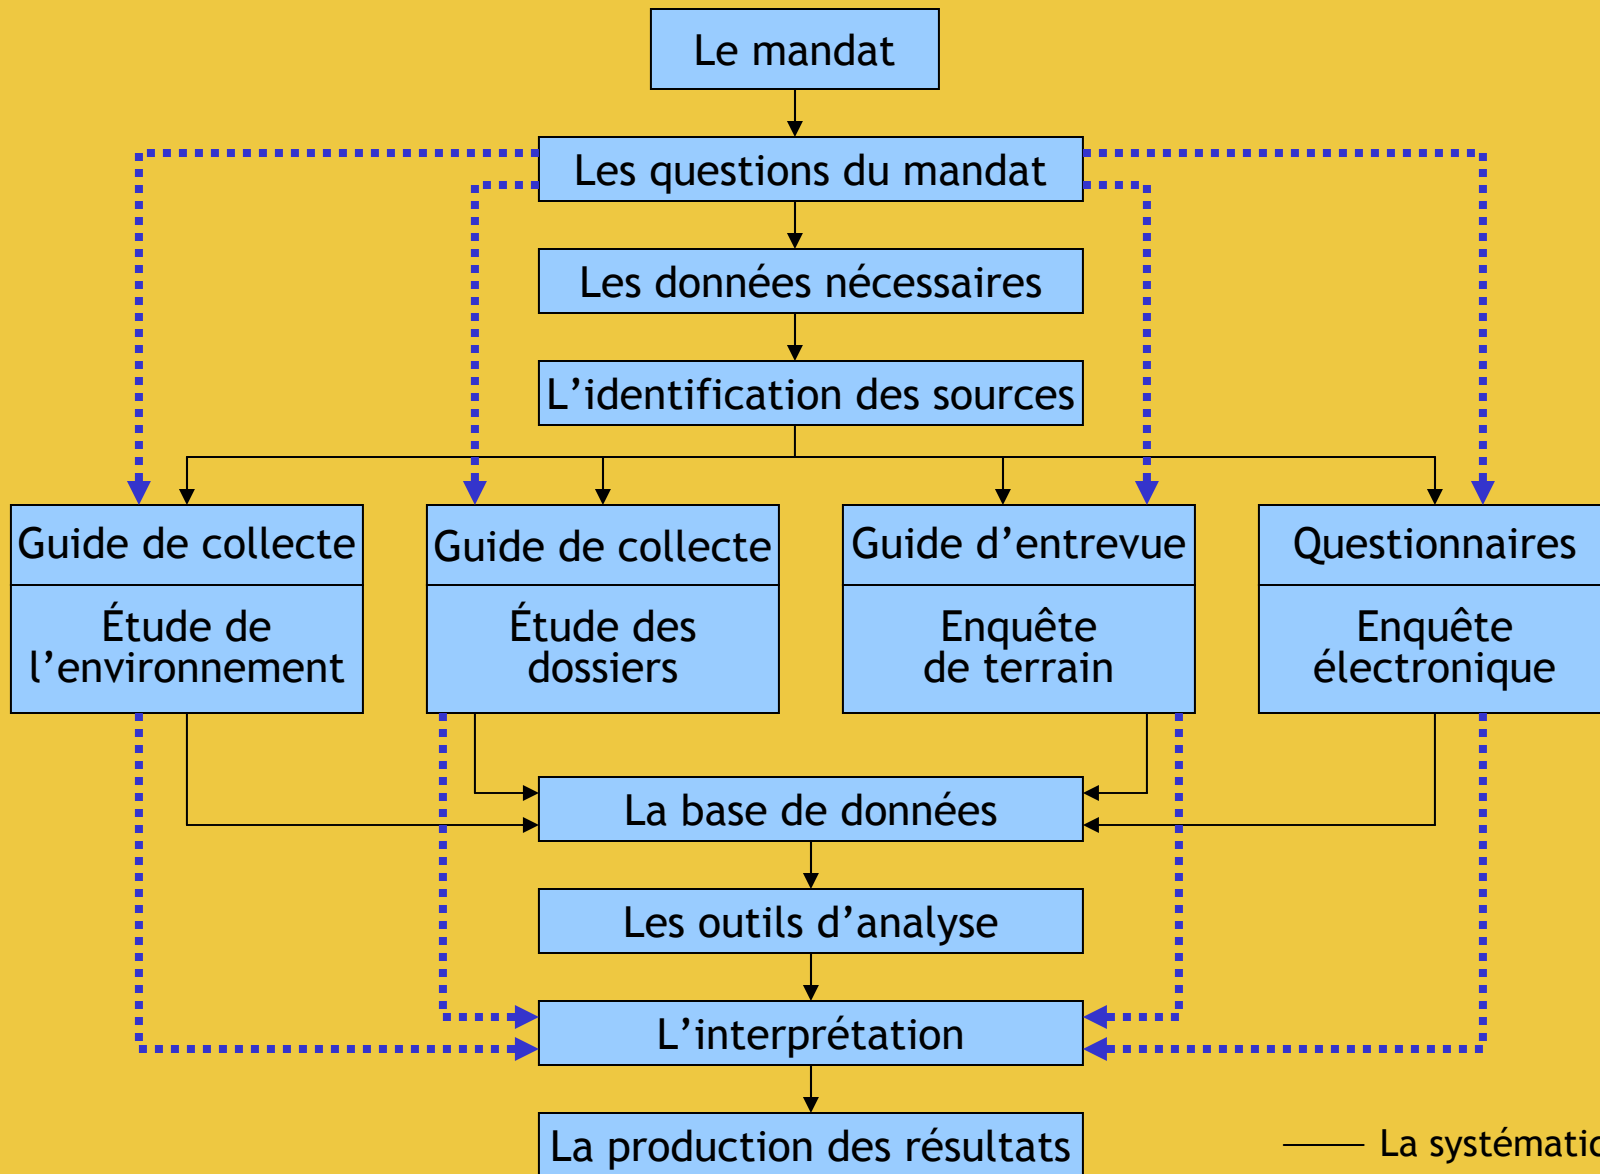 Le mandat
Les questions du mandat
Les données nécessaires
L’identification des sources
Guide de collecte
Étude de
l’environnement
Guide de collecte
Étude des
dossiers
Guide d’entrevue
Enquête
de terrain
Questionnaires
Enquête
électronique
La base de données
Les outils d’analyse
L’interprétation
La production des résultats
La